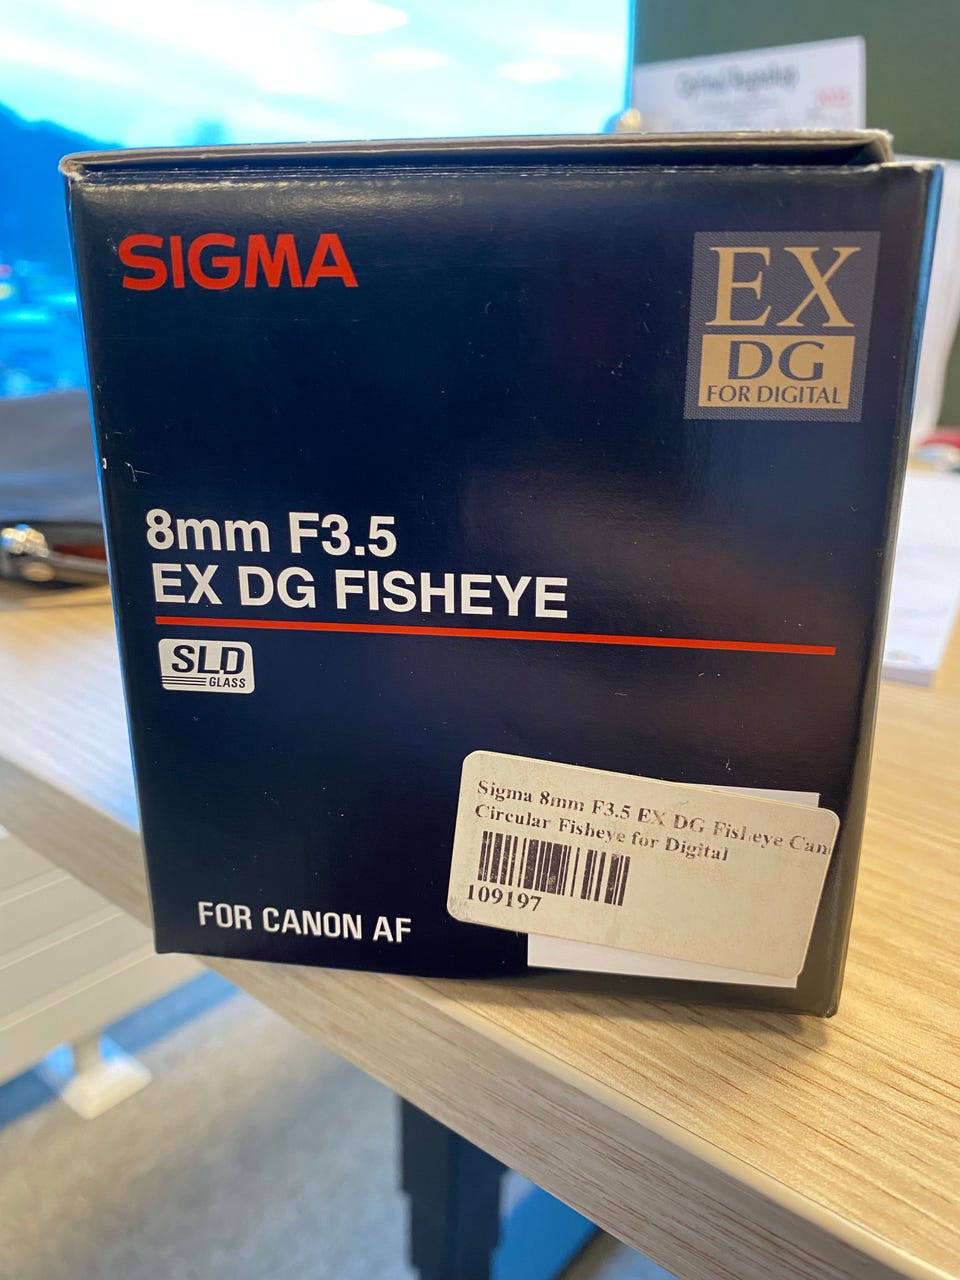 SIGMA
EX
DG
FOR DIGITAL
8mm F3.5
EX DG FISHEYE
SLD
GLASS
Sigma 8mm F3.5 EX DG Fisheye Can
Circular Fisheye for Digital
109197
FOR CANON AF